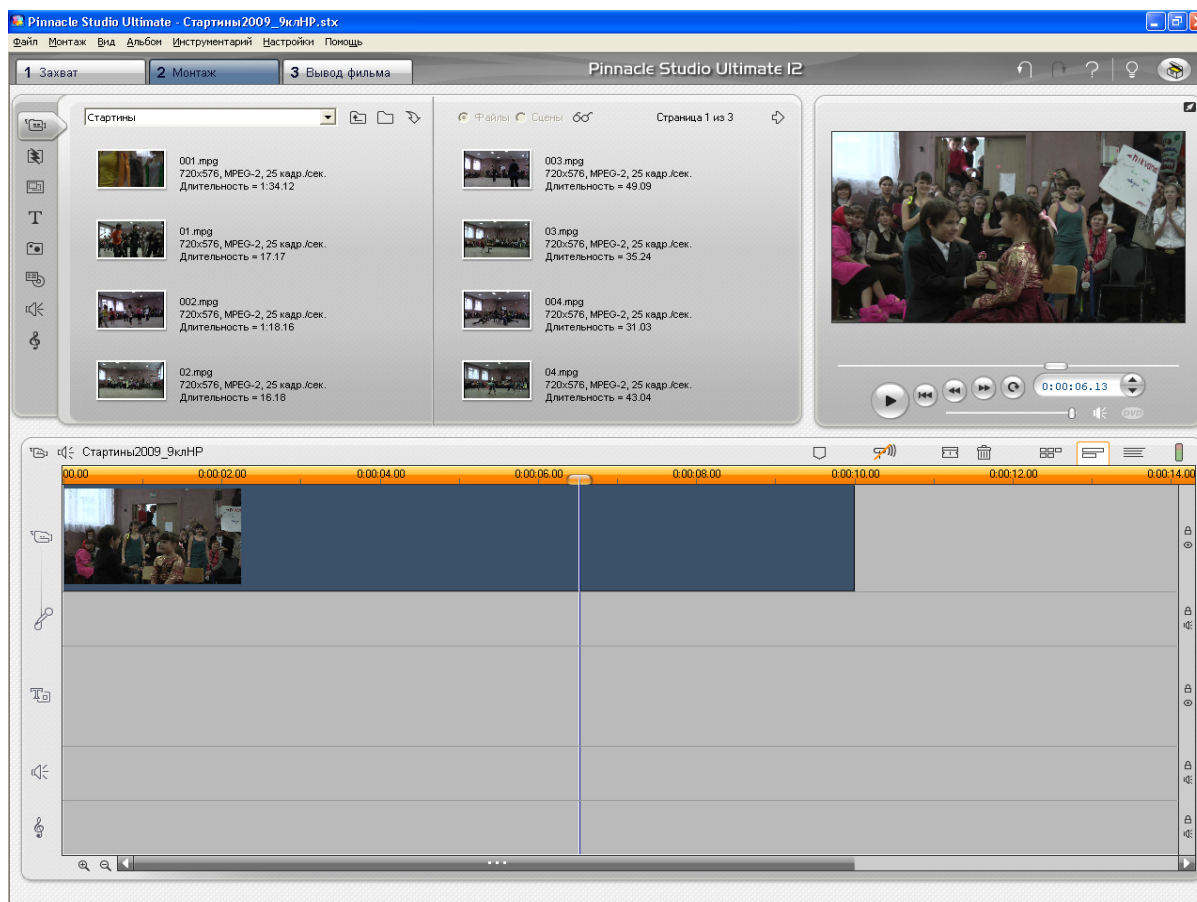 Pinnacle Studio Ultimate - Стартины2009_9клНР.stx
Файл Монтаж Вид Альбом Инструментарий Настройки Помощь
1 Захват 2 Монтаж 3 Вывод фильма
Pinnacle Studio Ultimate 12
Стартины
Файлы Сцены
Страница 1 из 3
001.mpg
720x576, MPEG-2, 25 кадр./сек.
Длительность = 1:34.12
01.mpg
720x576, MPEG-2, 25 кадр./сек.
Длительность = 17.17
002.mpg
720x576, MPEG-2, 25 кадр./сек.
Длительность = 1:18.16
02.mpg
720x576, MPEG-2, 25 кадр./сек.
Длительность = 16.18
003.mpg
720x576, MPEG-2, 25 кадр./сек.
Длительность = 49.09
03.mpg
720x576, MPEG-2, 25 кадр./сек.
Длительность = 35.24
004.mpg
720x576, MPEG-2, 25 кадр./сек.
Длительность = 31.03
04.mpg
720x576, MPEG-2, 25 кадр./сек.
Длительность = 43.04
0:00:06.13
DVD
Стартины2009_9клНР
00.00 0:00:02.00 0:00:04.00 0:00:06.00 0:00:08.00 0:00:10.00 0:00:12.00 0:00:14.00